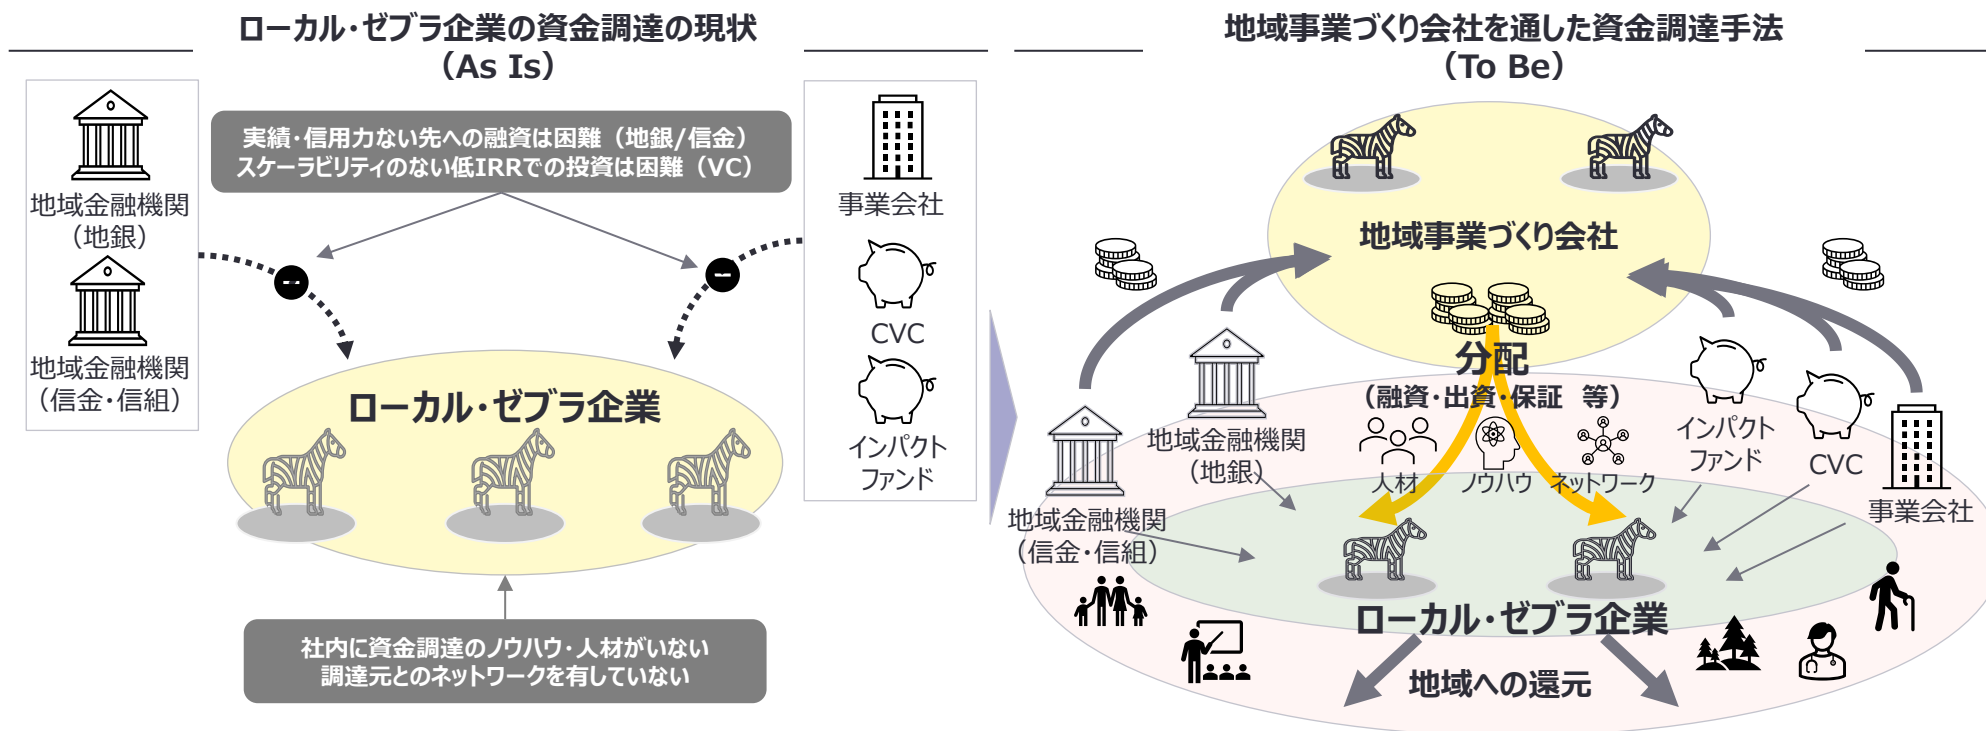 ローカル・ゼブラ企業の資金調達の現状
（As Is）
地域金融機関
（地銀）
地域金融機関
（信金・信組）
実績・信用力ない先への融資は困難（地銀/信金）
スケーラビリティのない低IRRでの投資は困難（VC）
事業会社
CVC
インパクト
ファンド
ローカル・ゼブラ企業
社内に資金調達のノウハウ・人材がいない
調達元とのネットワークを有していない
地域事業づくり会社を通した資金調達手法
（To Be）
地域事業づくり会社
分配
（融資・出資・保証　等）
人材
ノウハウ
ネットワーク
地域金融機関
（地銀）
地域金融機関
（信金・信組）
インパクト
ファンド
CVC
事業会社
ローカル・ゼブラ企業
地域への還元